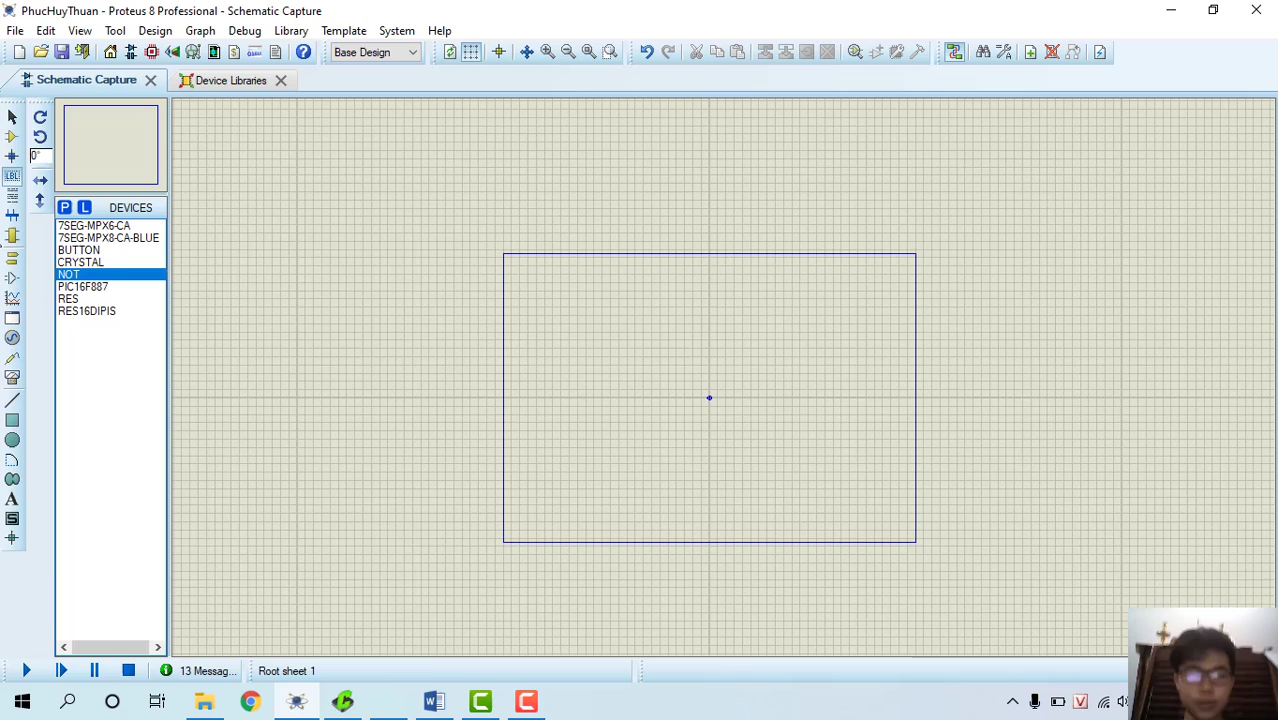 PhucHuyThuan - Proteus 8 Professional - Schematic Capture
File Edit View Tool Design Graph Debug Library Template System Help
Base Design
Schematic Capture
Device Libraries
0°
LBL
P L DEVICES
7SEG-MPX6-CA
7SEG-MPX8-CA-BLUE
BUTTON
CRYSTAL
NOT
PIC16F887
RES
RES16DIPIS
A
S
13 Messag...
Root sheet 1
V